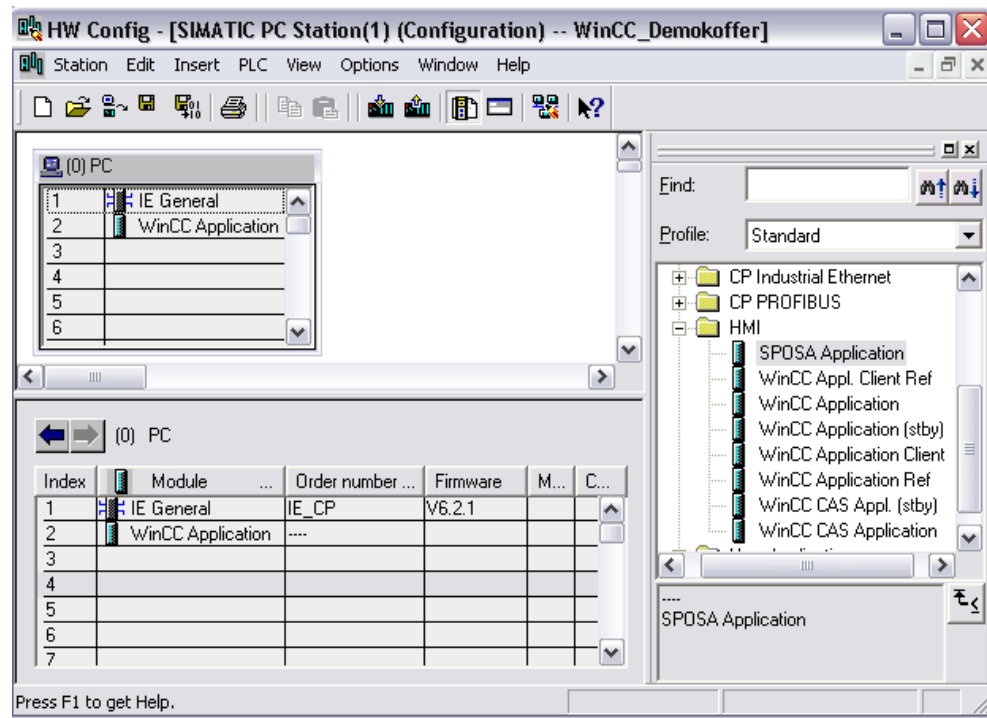 HW Config - [SIMATIC PC Station(1) (Configuration) -- WinCC_Demokoffer]
Station Edit Insert PLC View Options Window Help
(0) PC
1 IE General
2 WinCC Application
3
4
5
6
Find:
Profile: Standard
CP Industrial Ethernet
CP PROFIBUS
HMI
SPOSA Application
WinCC Appl. Client Ref
WinCC Application
WinCC Application (stby)
WinCC Application Client
WinCC Application Ref
WinCC CAS Appl. (stby)
WinCC CAS Application
(0) PC
Index Module ... Order number ... Firmware M... C...
1 IE General IE_CP V6.2.1
2 WinCC Application ----
3
4
5
6
7
----
SPOSA Application
Press F1 to get Help.